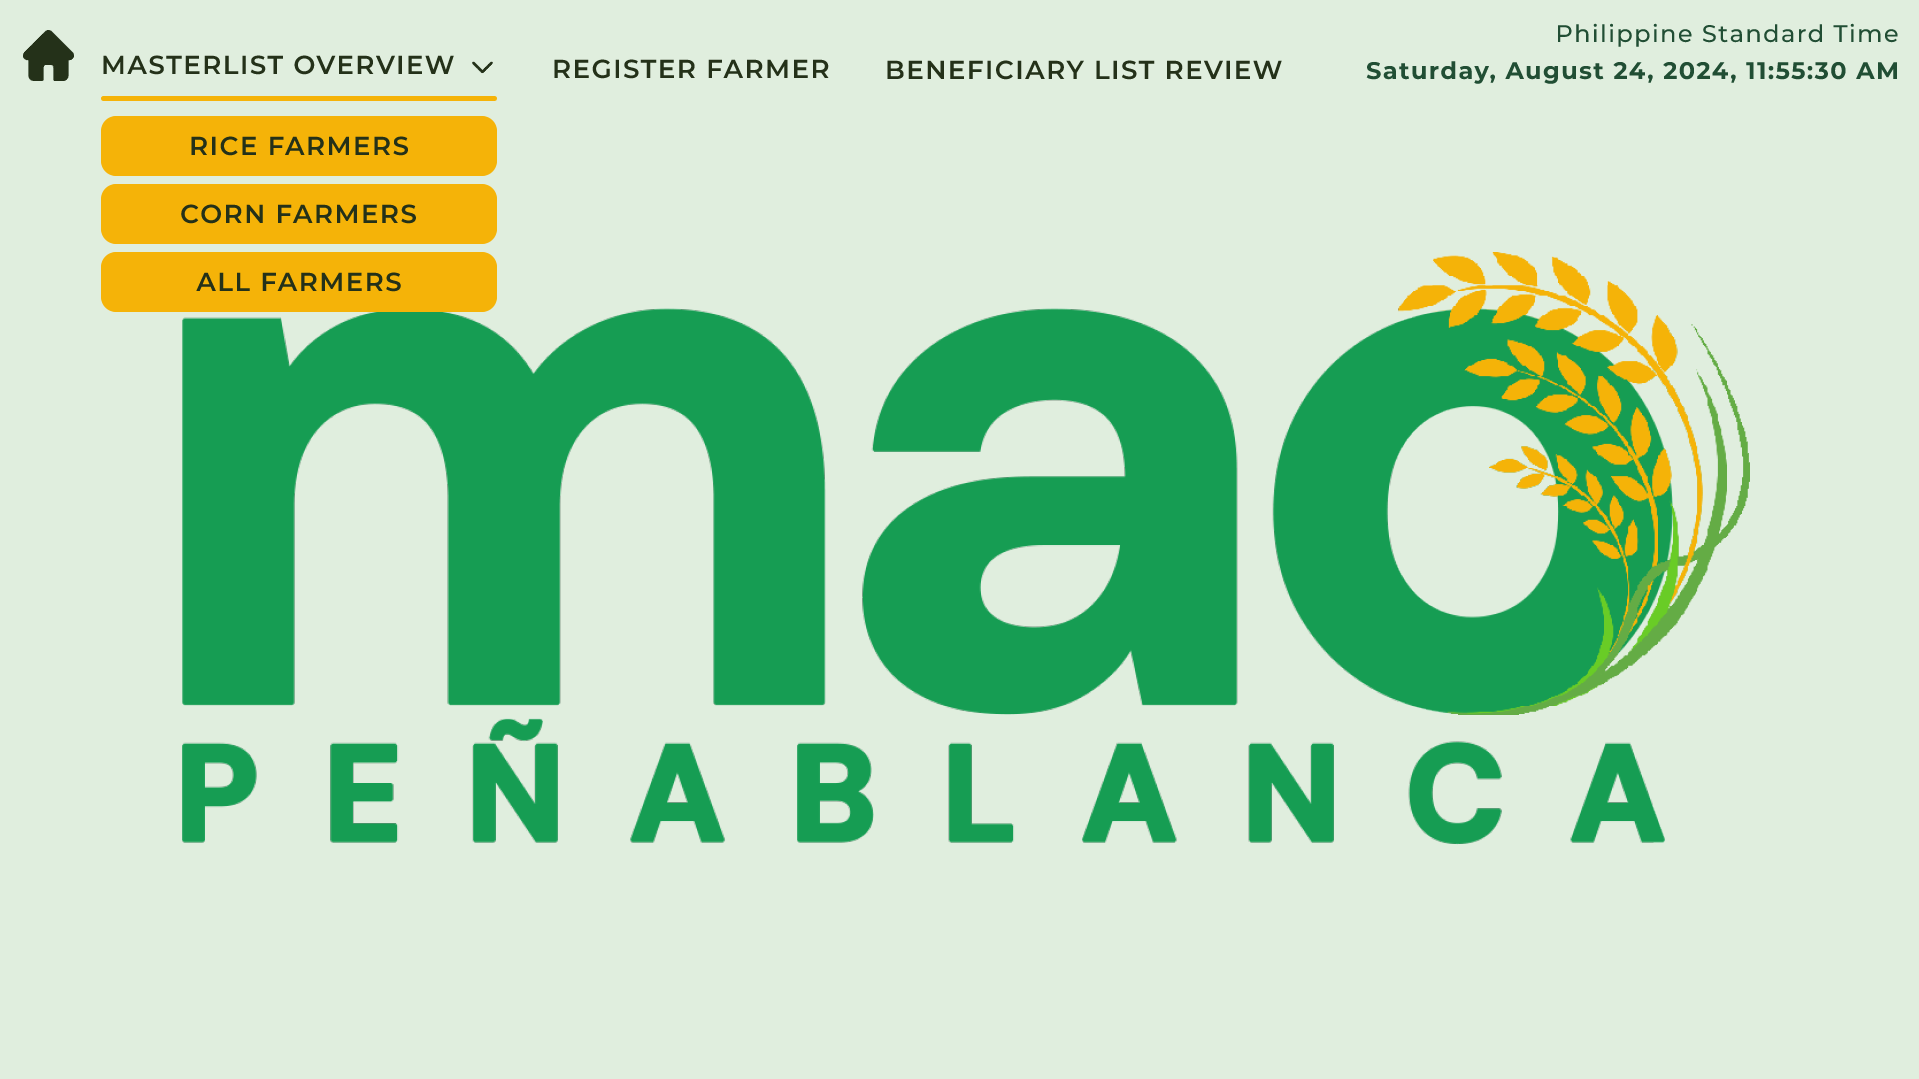 MASTERLIST OVERVIEW
REGISTER FARMER
BENEFICIARY LIST REVIEW
Philippine Standard Time
Saturday, August 24, 2024, 11:55:30 AM
RICE FARMERS
CORN FARMERS
ALL FARMERS
mao
PEÑABLANCA